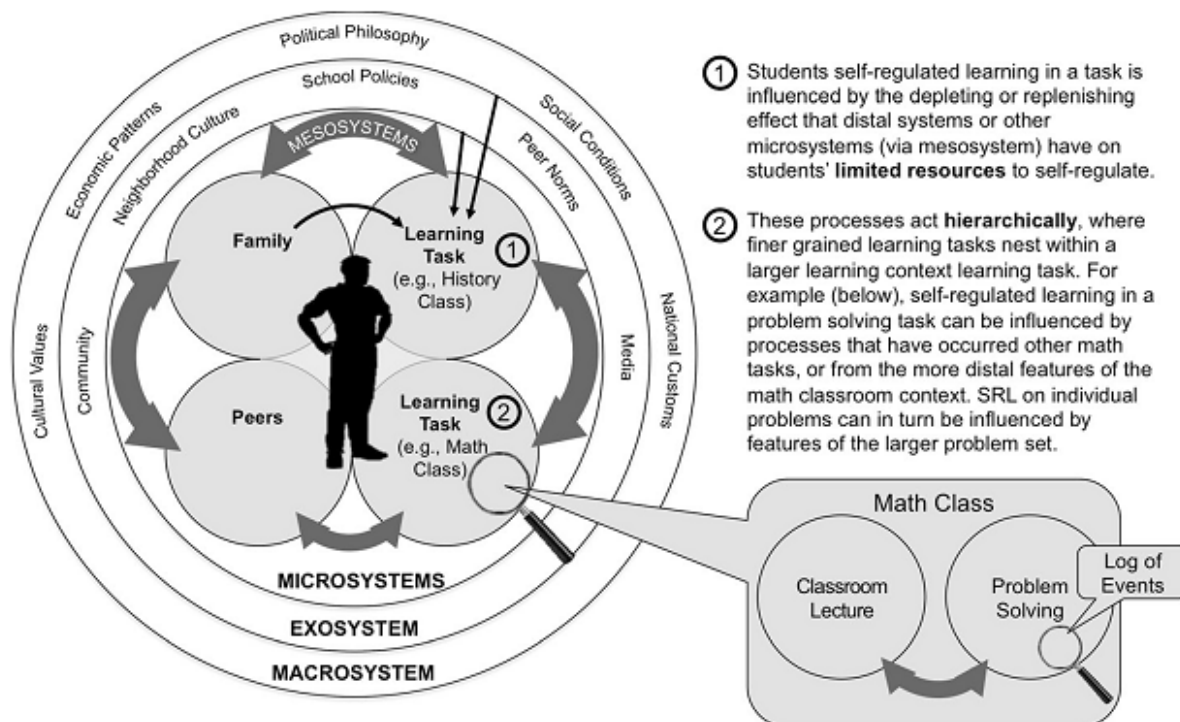 Political Philosophy
School Policies
Economic Patterns
Neighborhood Culture
Social Conditions
Peer Norms
MESOSYSTEMS
Cultural Values
Community
Media
National Customs
Family
Learning
Task
(e.g., History
Class)
1
Peers
Learning
Task
(e.g., Math
Class)
2
MICROSYSTEMS
EXOSYSTEM
MACROSYSTEM
1 Students self-regulated learning in a task is
influenced by the depleting or replenishing
effect that distal systems or other
microsystems (via mesosystem) have on
students' limited resources to self-regulate.
2 These processes act hierarchically, where
finer grained learning tasks nest within a
larger learning context learning task. For
example (below), self-regulated learning in a
problem solving task can be influenced by
processes that have occurred other math
tasks, or from the more distal features of the
math classroom context. SRL on individual
problems can in turn be influenced by
features of the larger problem set.
Math Class
Classroom
Lecture
Problem
Solving
Log of
Events